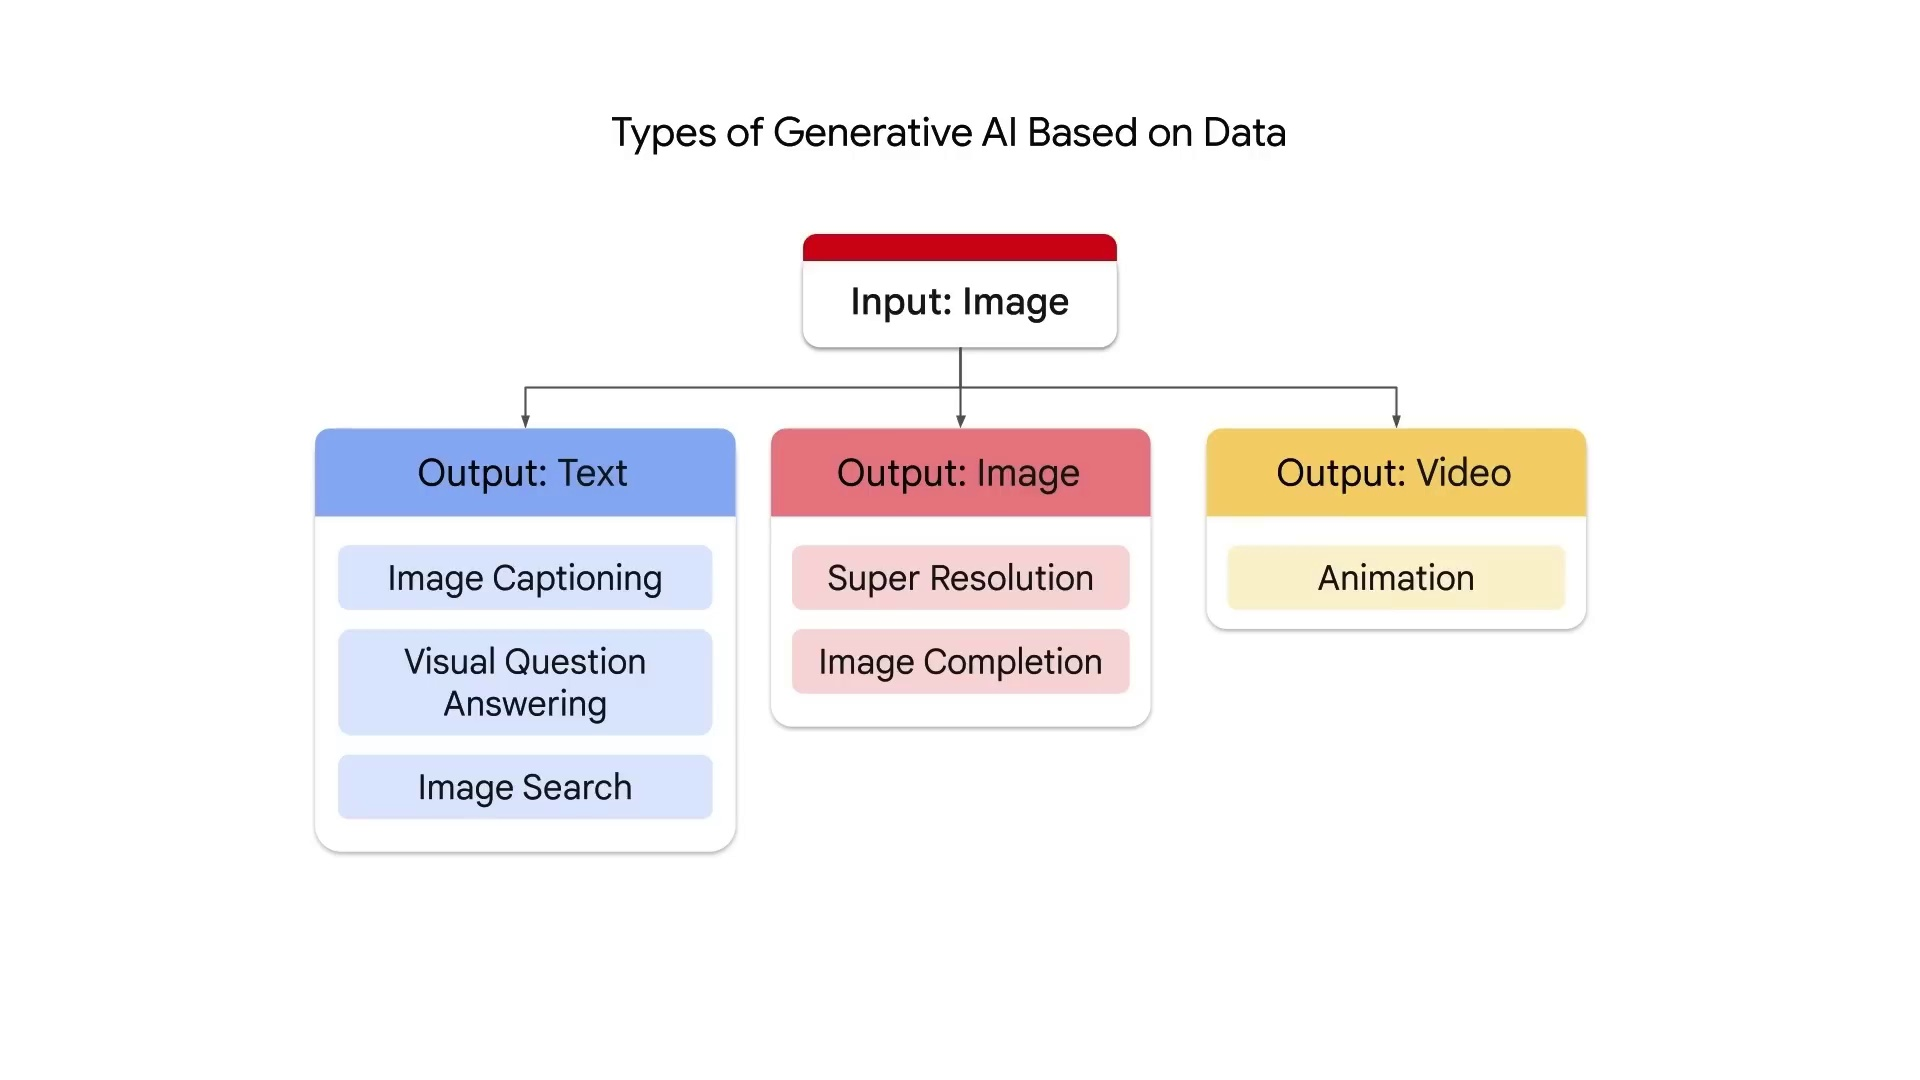 Types of Generative AI Based on Data
Input: Image
Output: Text
Image Captioning
Visual Question
Answering
Image Search
Output: Image
Super Resolution
Image Completion
Output: Video
Animation